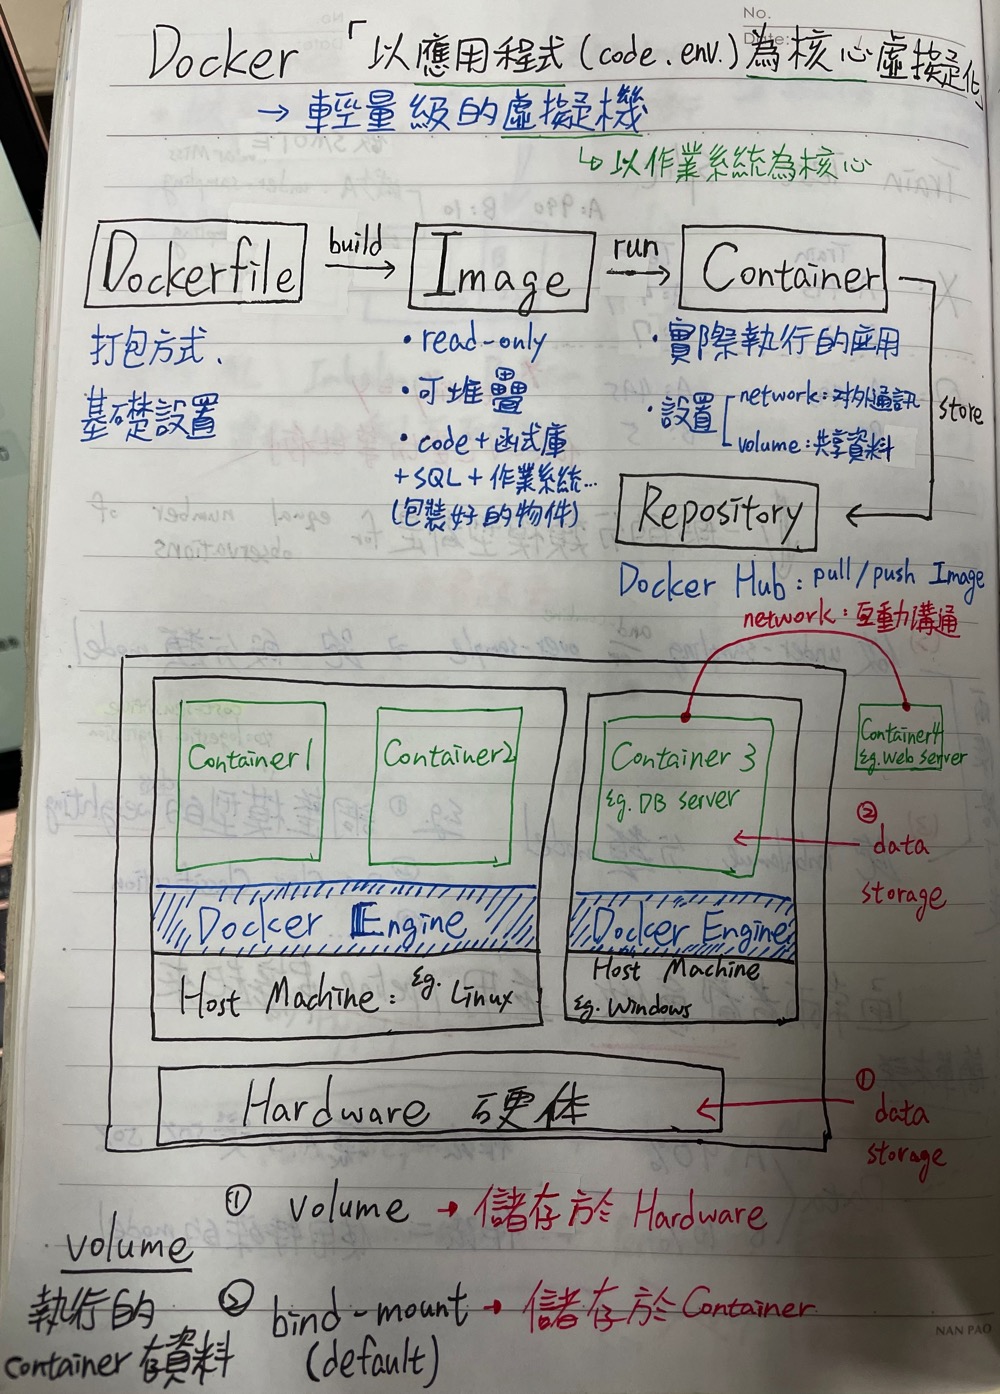 No.
Date:
Docker「以應用程式(code.env.)為核心虛擬化」
→ 輕量級的虛擬機
↳ 以作業系統為核心
Dockerfile build → Image run → Container
打包方式、
基礎設置
• read-only
• 可堆疊
• code + 函式庫
+ SQL + 作業系統...
(包裝好的物件)
• 實際執行的應用
• 設置 network:對外通訊
volume:共享資料
store
Repository
Docker Hub: pull/push Image
network:互動溝通
Container1
Container2
Container 3
Eg. DB server
Container4
Eg. Web server
② data
storage
Docker Engine
Docker Engine
Host Machine: Eg. Linux
Host Machine
Eg. Windows
Hardware 硬体
① data
storage
① volume → 儲存於 Hardware
volume
執行的
container 存資料
② bind-mount → 儲存於 Container
(default)
NAN PAO